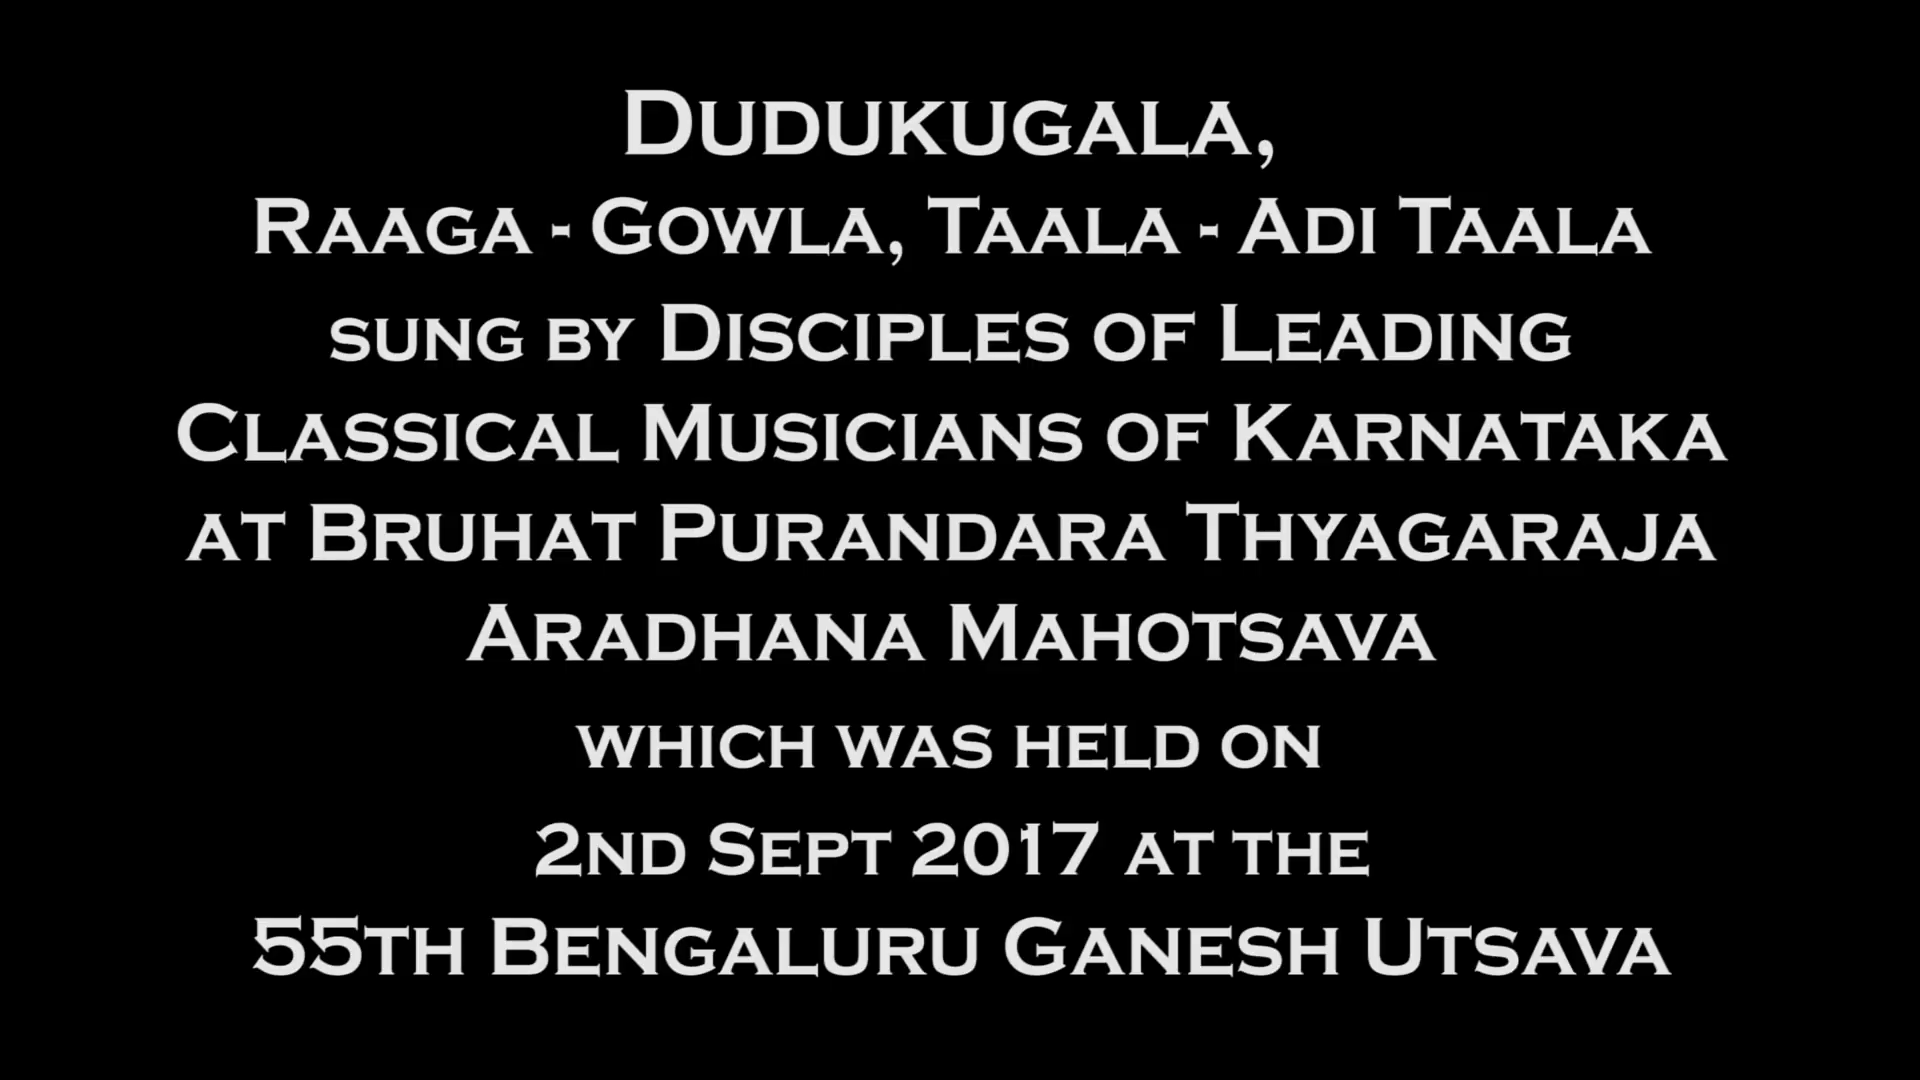 Dudukugala,
Raaga - Gowla, Taala - Adi Taala
sung by Disciples of Leading
Classical Musicians of Karnataka
at Bruhat Purandara Thyagaraja
Aradhana Mahotsava
which was held on
2nd Sept 2017 at the
55th Bengaluru Ganesh Utsava